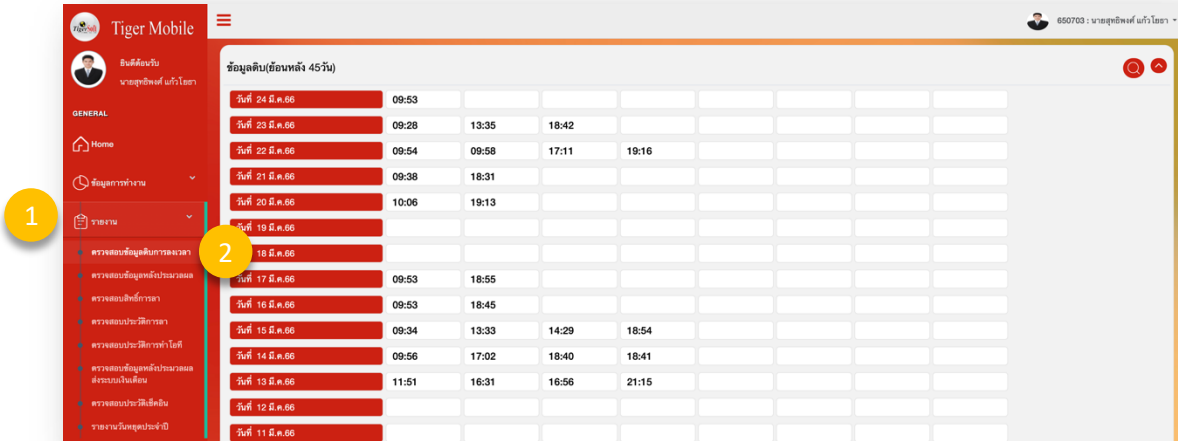 Tiger Mobile
650703 : นายสุทธิพงศ์ แก้วโยธา
ยินดีต้อนรับ
นายสุทธิพงศ์ แก้วโยธา
GENERAL
Home
ข้อมูลการทำงาน
1
รายงาน
2
ตรวจสอบข้อมูลดิบการลงเวลา
ตรวจสอบข้อมูลหลังประมวลผล
ตรวจสอบสิทธิ์การลา
ตรวจสอบประวัติการลา
ตรวจสอบประวัติการทำโอที
ตรวจสอบข้อมูลหลังประมวลผล
ส่งระบบเงินเดือน
ตรวจสอบประวัติเช็คอิน
รายงานวันหยุดประจำปี
ข้อมูลดิบ(ย้อนหลัง 45วัน)
วันที่ 24 มี.ค.66 09:53
วันที่ 23 มี.ค.66 09:28 13:35 18:42
วันที่ 22 มี.ค.66 09:54 09:58 17:11 19:16
วันที่ 21 มี.ค.66 09:38 18:31
วันที่ 20 มี.ค.66 10:06 19:13
วันที่ 19 มี.ค.66
18 มี.ค.66
วันที่ 17 มี.ค.66 09:53 18:55
วันที่ 16 มี.ค.66 09:53 18:45
วันที่ 15 มี.ค.66 09:34 13:33 14:29 18:54
วันที่ 14 มี.ค.66 09:56 17:02 18:40 18:41
วันที่ 13 มี.ค.66 11:51 16:31 16:56 21:15
วันที่ 12 มี.ค.66
วันที่ 11 มี.ค.66